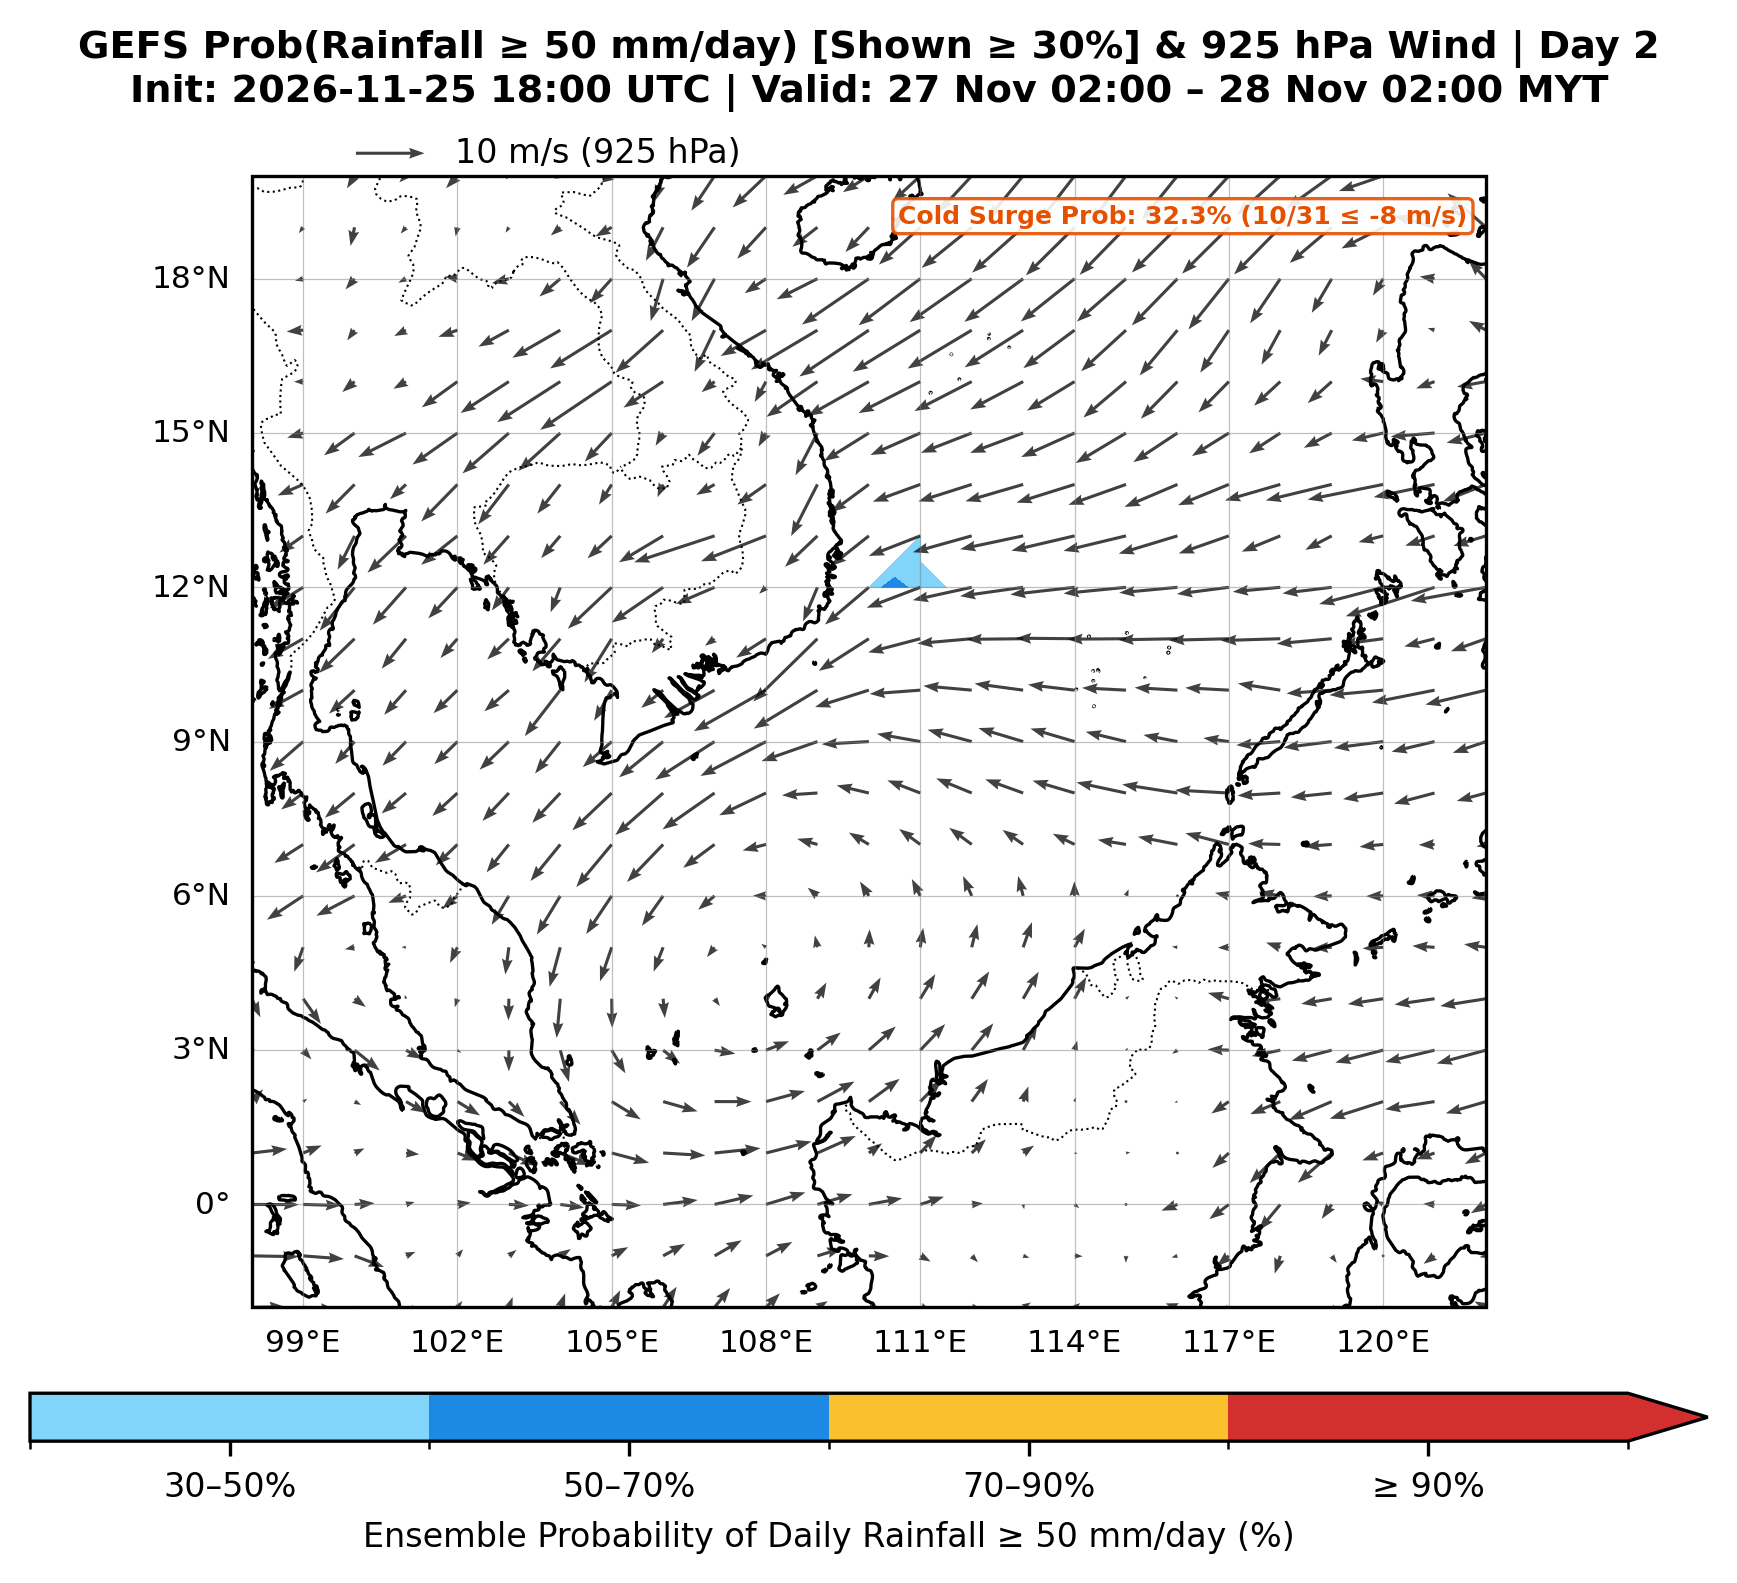 GEFS Prob(Rainfall ≥ 50 mm/day) [Shown ≥ 30%] & 925 hPa Wind | Day 2
Init: 2026-11-25 18:00 UTC | Valid: 27 Nov 02:00 – 28 Nov 02:00 MYT
10 m/s (925 hPa)
Cold Surge Prob: 32.3% (10/31 ≤ -8 m/s)
18°N
15°N
12°N
9°N
6°N
3°N
0°
99°E 102°E 105°E 108°E 111°E 114°E 117°E 120°E
30–50% 50–70% 70–90% ≥ 90%
Ensemble Probability of Daily Rainfall ≥ 50 mm/day (%)